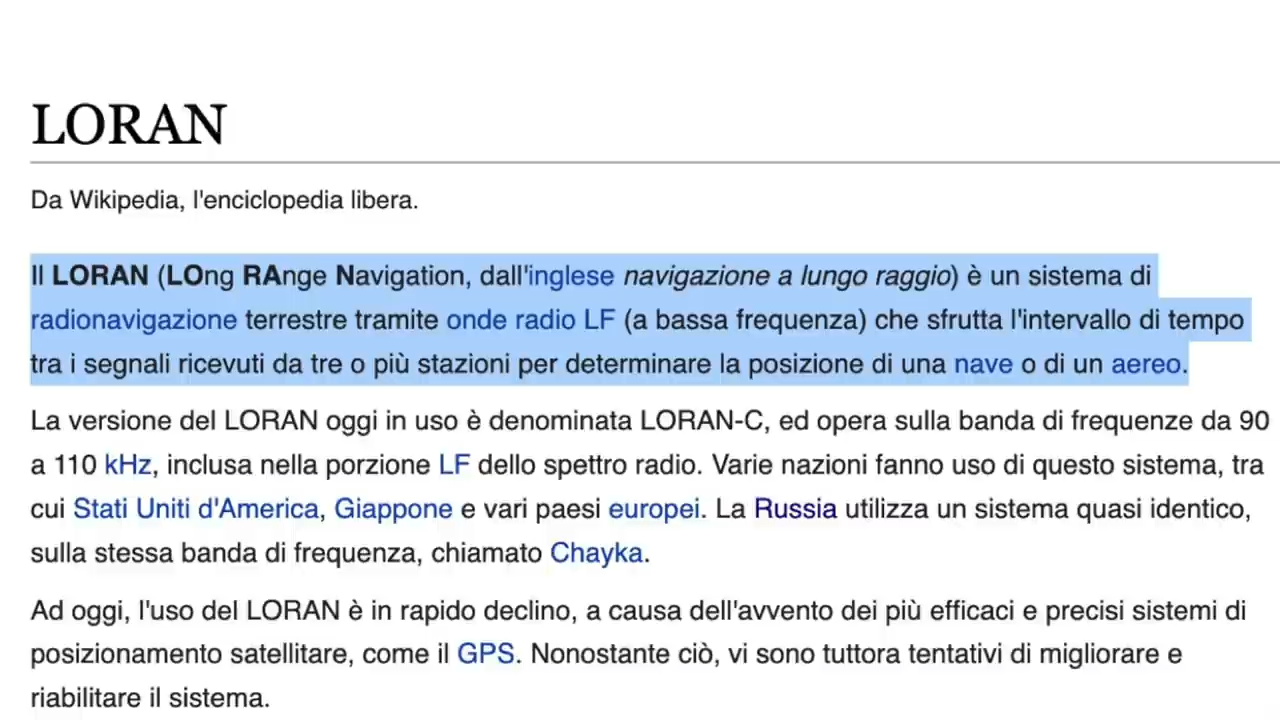 LORAN
Da Wikipedia, l'enciclopedia libera.
Il LORAN (LOng RAnge Navigation, dall'inglese navigazione a lungo raggio) è un sistema di
radionavigazione terrestre tramite onde radio LF (a bassa frequenza) che sfrutta l'intervallo di tempo
tra i segnali ricevuti da tre o più stazioni per determinare la posizione di una nave o di un aereo.
La versione del LORAN oggi in uso è denominata LORAN-C, ed opera sulla banda di frequenze da 90
a 110 kHz, inclusa nella porzione LF dello spettro radio. Varie nazioni fanno uso di questo sistema, tra
cui Stati Uniti d'America, Giappone e vari paesi europei. La Russia utilizza un sistema quasi identico,
sulla stessa banda di frequenza, chiamato Chayka.
Ad oggi, l'uso del LORAN è in rapido declino, a causa dell'avvento dei più efficaci e precisi sistemi di
posizionamento satellitare, come il GPS. Nonostante ciò, vi sono tuttora tentativi di migliorare e
riabilitare il sistema.